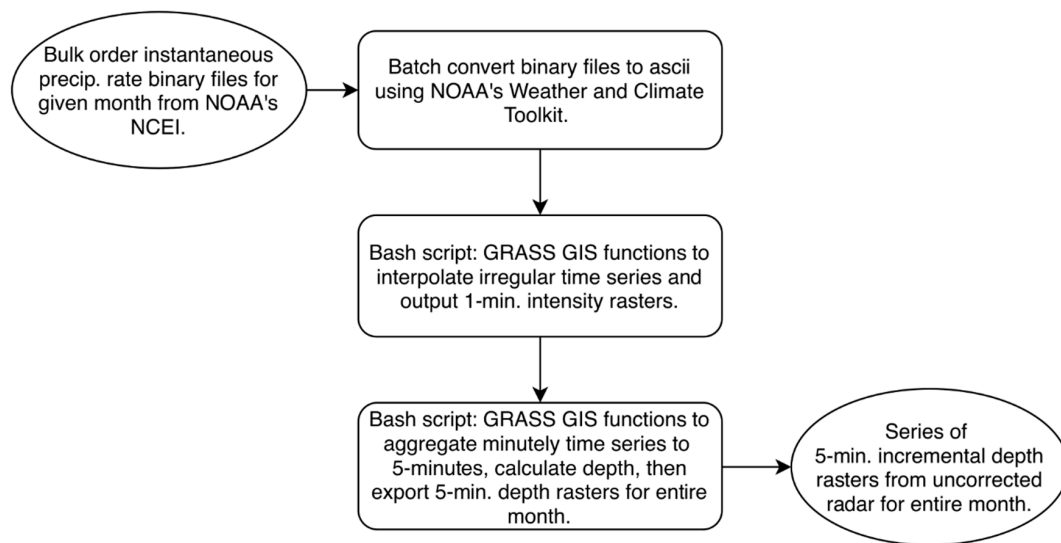 Bulk order instantaneous
precip. rate binary files for
given month from NOAA's
NCEI.
Batch convert binary files to ascii
using NOAA's Weather and Climate
Toolkit.
Bash script: GRASS GIS functions to
interpolate irregular time series and
output 1-min. intensity rasters.
Bash script: GRASS GIS functions to
aggregate minutely time series to
5-minutes, calculate depth, then
export 5-min. depth rasters for entire
month.
Series of
5-min. incremental depth
rasters from uncorrected
radar for entire month.